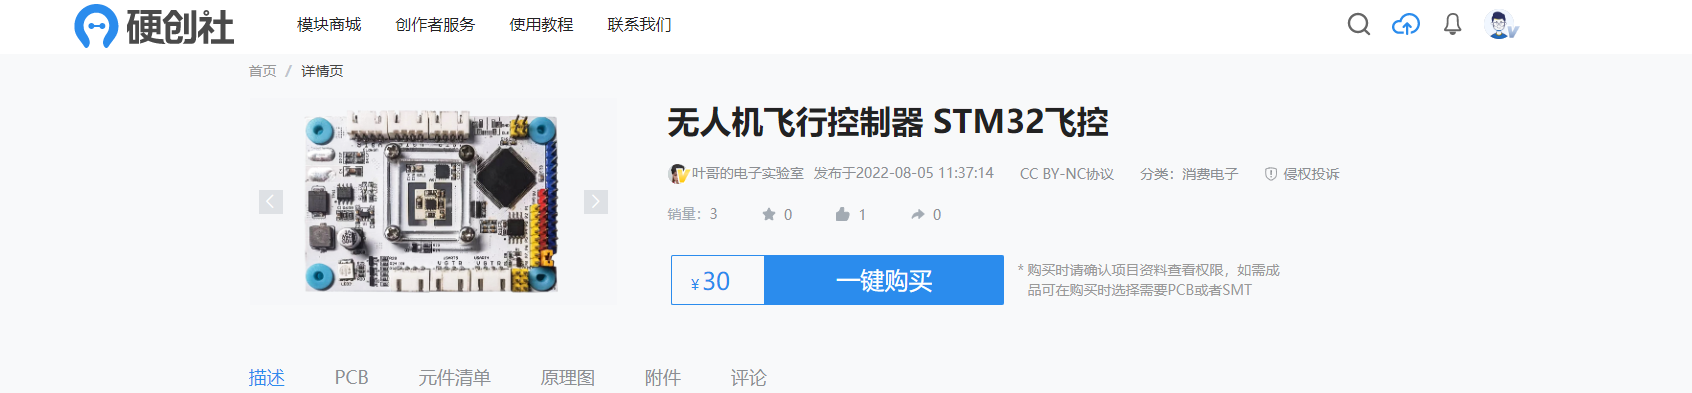 硬创社
模块商城 创作者服务 使用教程 联系我们
首页 / 详情页
无人机飞行控制器 STM32飞控
叶哥的电子实验室 发布于2022-08-05 11:37:14 CC BY-NC协议 分类：消费电子 侵权投诉
销量：3 0 1 0
¥30 一键购买
* 购买时请确认项目资料查看权限，如需成
品可在购买时选择需要PCB或者SMT
描述 PCB 元件清单 原理图 附件 评论